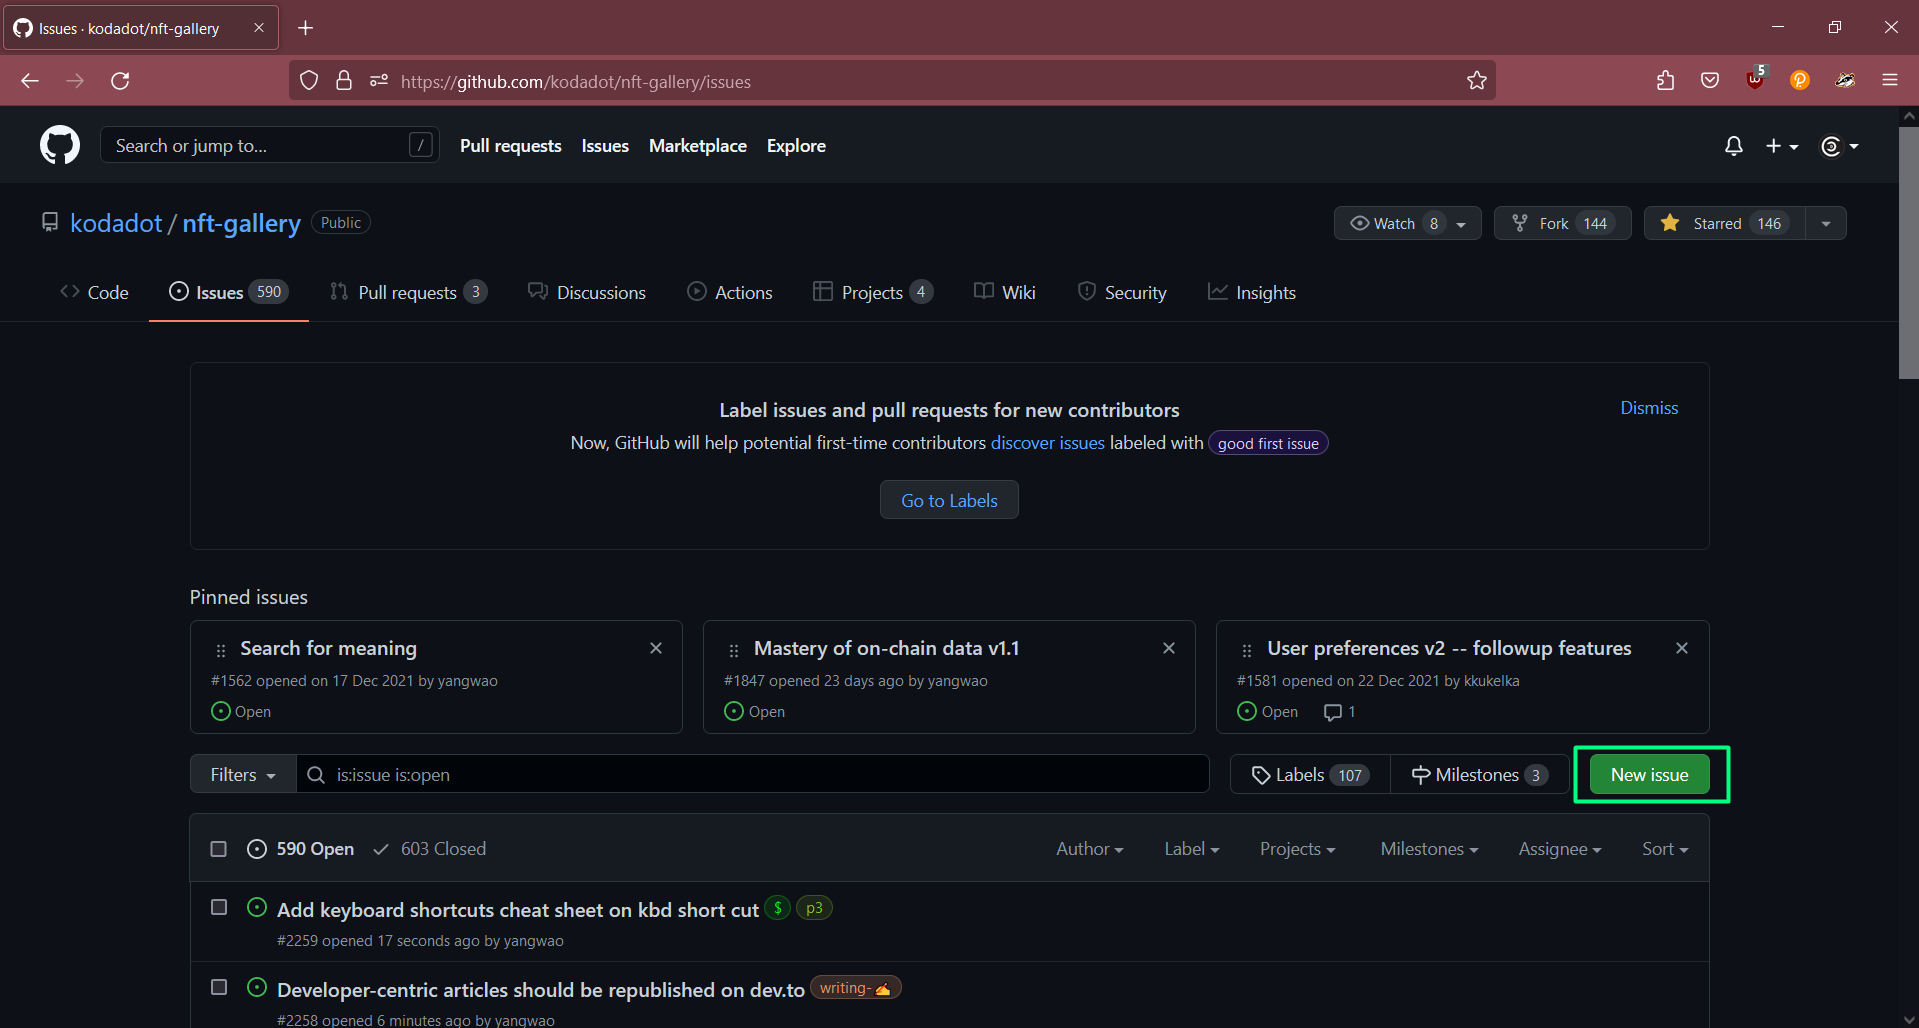 Issues · kodadot/nft-gallery
https://github.com/kodadot/nft-gallery/issues
5
Search or jump to... /
Pull requests Issues Marketplace Explore
kodadot / nft-gallery Public
Watch 8 Fork 144 Starred 146
Code Issues 590 Pull requests 3 Discussions Actions Projects 4 Wiki Security Insights
Label issues and pull requests for new contributors
Dismiss
Now, GitHub will help potential first-time contributors discover issues labeled with good first issue
Go to Labels
Pinned issues
Search for meaning
#1562 opened on 17 Dec 2021 by yangwao
Open
Mastery of on-chain data v1.1
#1847 opened 23 days ago by yangwao
Open
User preferences v2 -- followup features
#1581 opened on 22 Dec 2021 by kkukelka
Open 1
Filters is:issue is:open Labels 107 Milestones 3 New issue
590 Open 603 Closed Author Label Projects Milestones Assignee Sort
Add keyboard shortcuts cheat sheet on kbd short cut $ p3
#2259 opened 17 seconds ago by yangwao
Developer-centric articles should be republished on dev.to writing-✍️
#2258 opened 6 minutes ago by yangwao